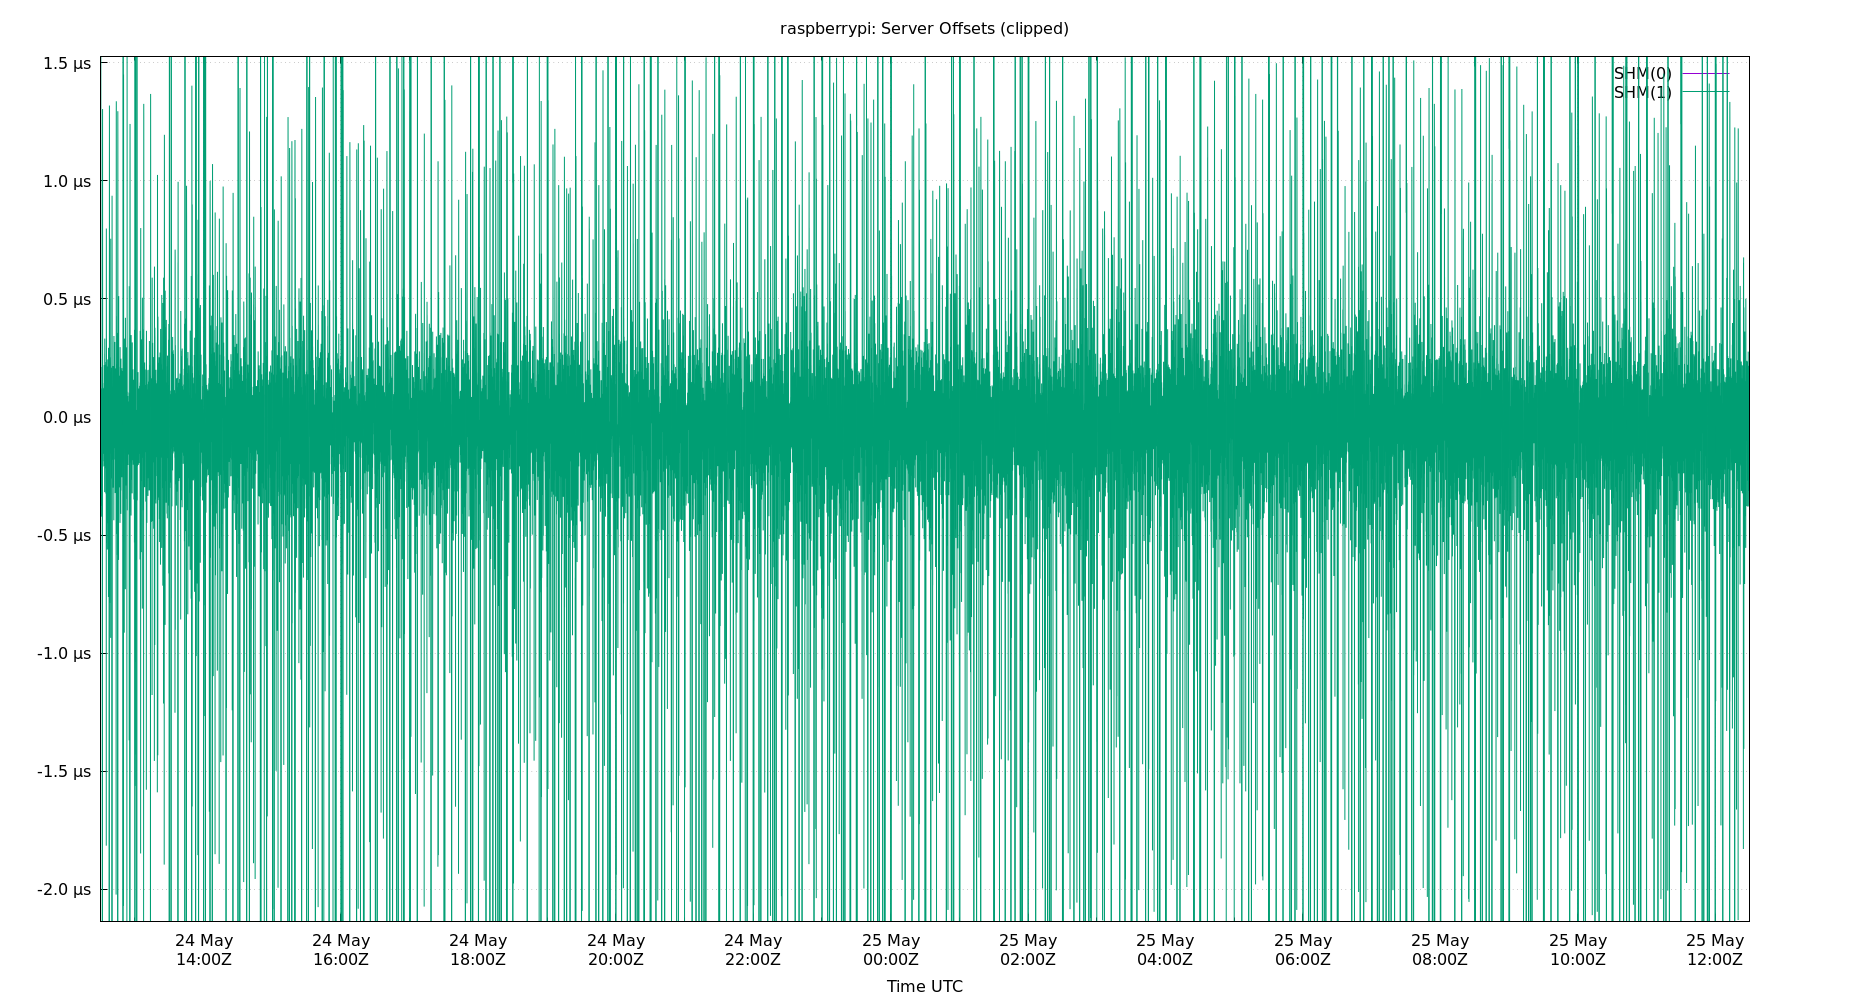 raspberrypi: Server Offsets (clipped)
1.5 µs
1.0 µs
0.5 µs
0.0 µs
-0.5 µs
-1.0 µs
-1.5 µs
-2.0 µs
SHM(0)
SHM(1)
24 May 24 May 24 May 24 May 24 May 25 May 25 May 25 May 25 May 25 May 25 May 25 May
14:00Z 16:00Z 18:00Z 20:00Z 22:00Z 00:00Z 02:00Z 04:00Z 06:00Z 08:00Z 10:00Z 12:00Z
Time UTC